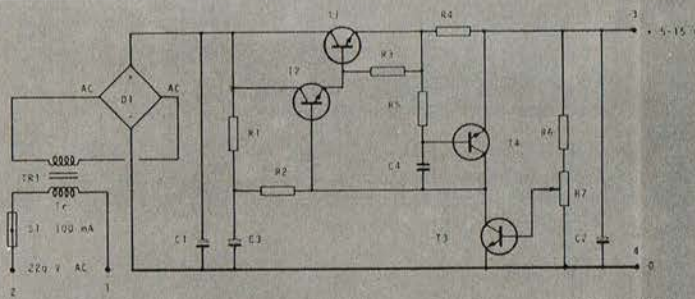 T1
R4
3
+ 5-15
AC
AC
D1
T2
R3
R5
R1
R2
T4
R6
C4
R7
TR1
Tr
S1 100 mA
C1
C3
T3
C2
4
0
220 V AC
2
1